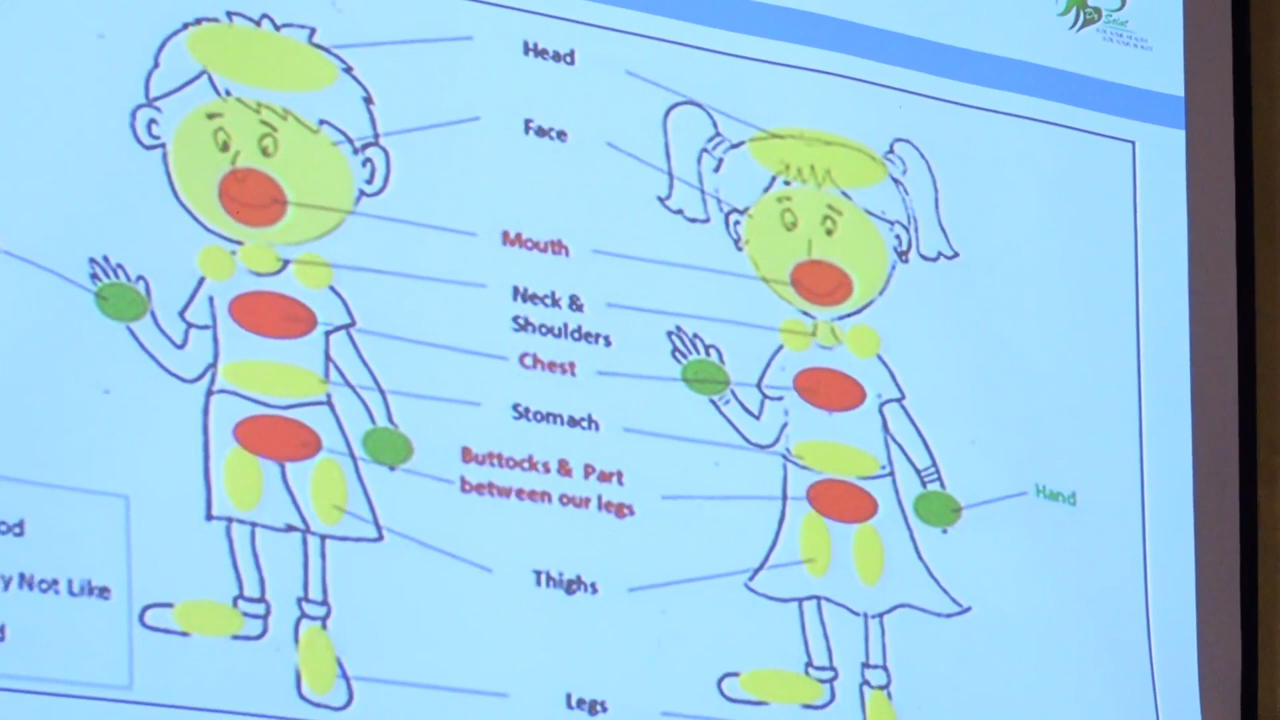 Head
Face
Mouth
Neck &
Shoulders
Chest
Stomach
Buttocks & Part
between our legs
Hand
Thighs
Legs
y Not Like